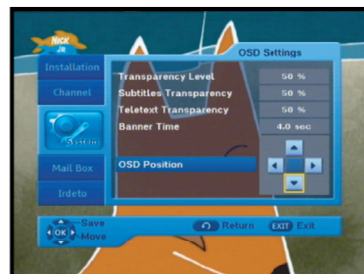 NICK
JR
OSD Settings
Installation
Channel
System
Mail Box
Irdeto
Transparency Level 50 %
Subtitles Transparency 50 %
Teletext Transparency 50 %
Banner Time 4.0 sec
OSD Position
OK
Save
Move
Return
EXIT Exit